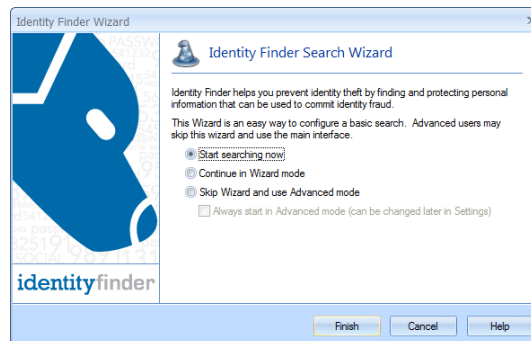 Identity Finder Wizard
Identity Finder Search Wizard
Identity Finder helps you prevent identity theft by finding and protecting personal
information that can be used to commit identity fraud.
This Wizard is an easy way to configure a basic search. Advanced users may
skip this wizard and use the main interface.
Start searching now
Continue in Wizard mode
Skip Wizard and use Advanced mode
Always start in Advanced mode (can be changed later in Settings)
identityfinder
Finish Cancel Help